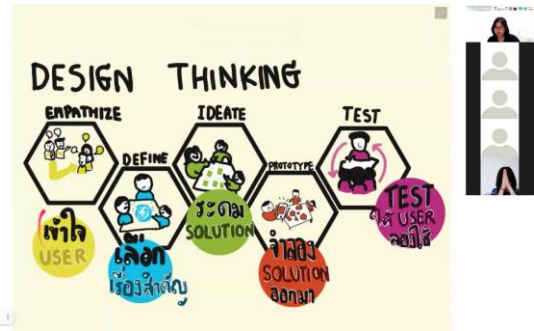 DESIGN THINKING
EMPATHIZE
เข้าใจ
USER
DEFINE
เลือก
เรื่องสำคัญ
IDEATE
ระดม
SOLUTION
PROTOTYPE
จำลอง
SOLUTION
ออกมา
TEST
TEST
ให้ USER
ลองใช้